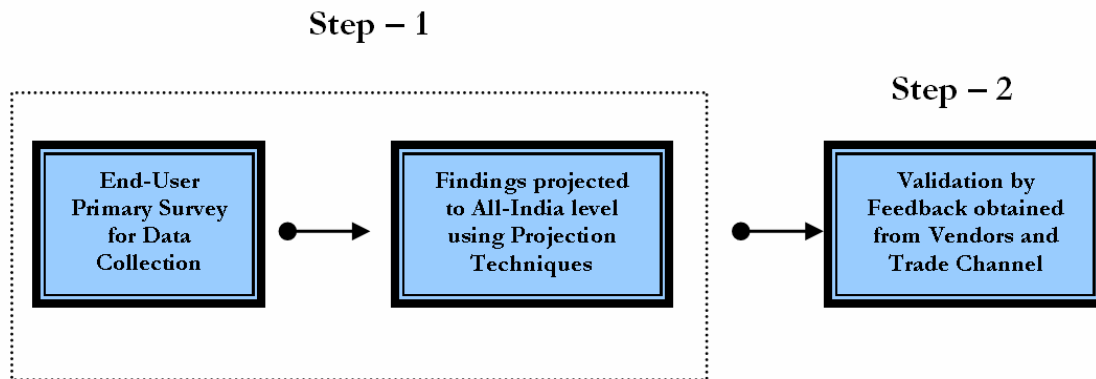 Step – 1
Step – 2
End-User
Primary Survey
for Data
Collection
Findings projected
to All-India level
using Projection
Techniques
Validation by
Feedback obtained
from Vendors and
Trade Channel